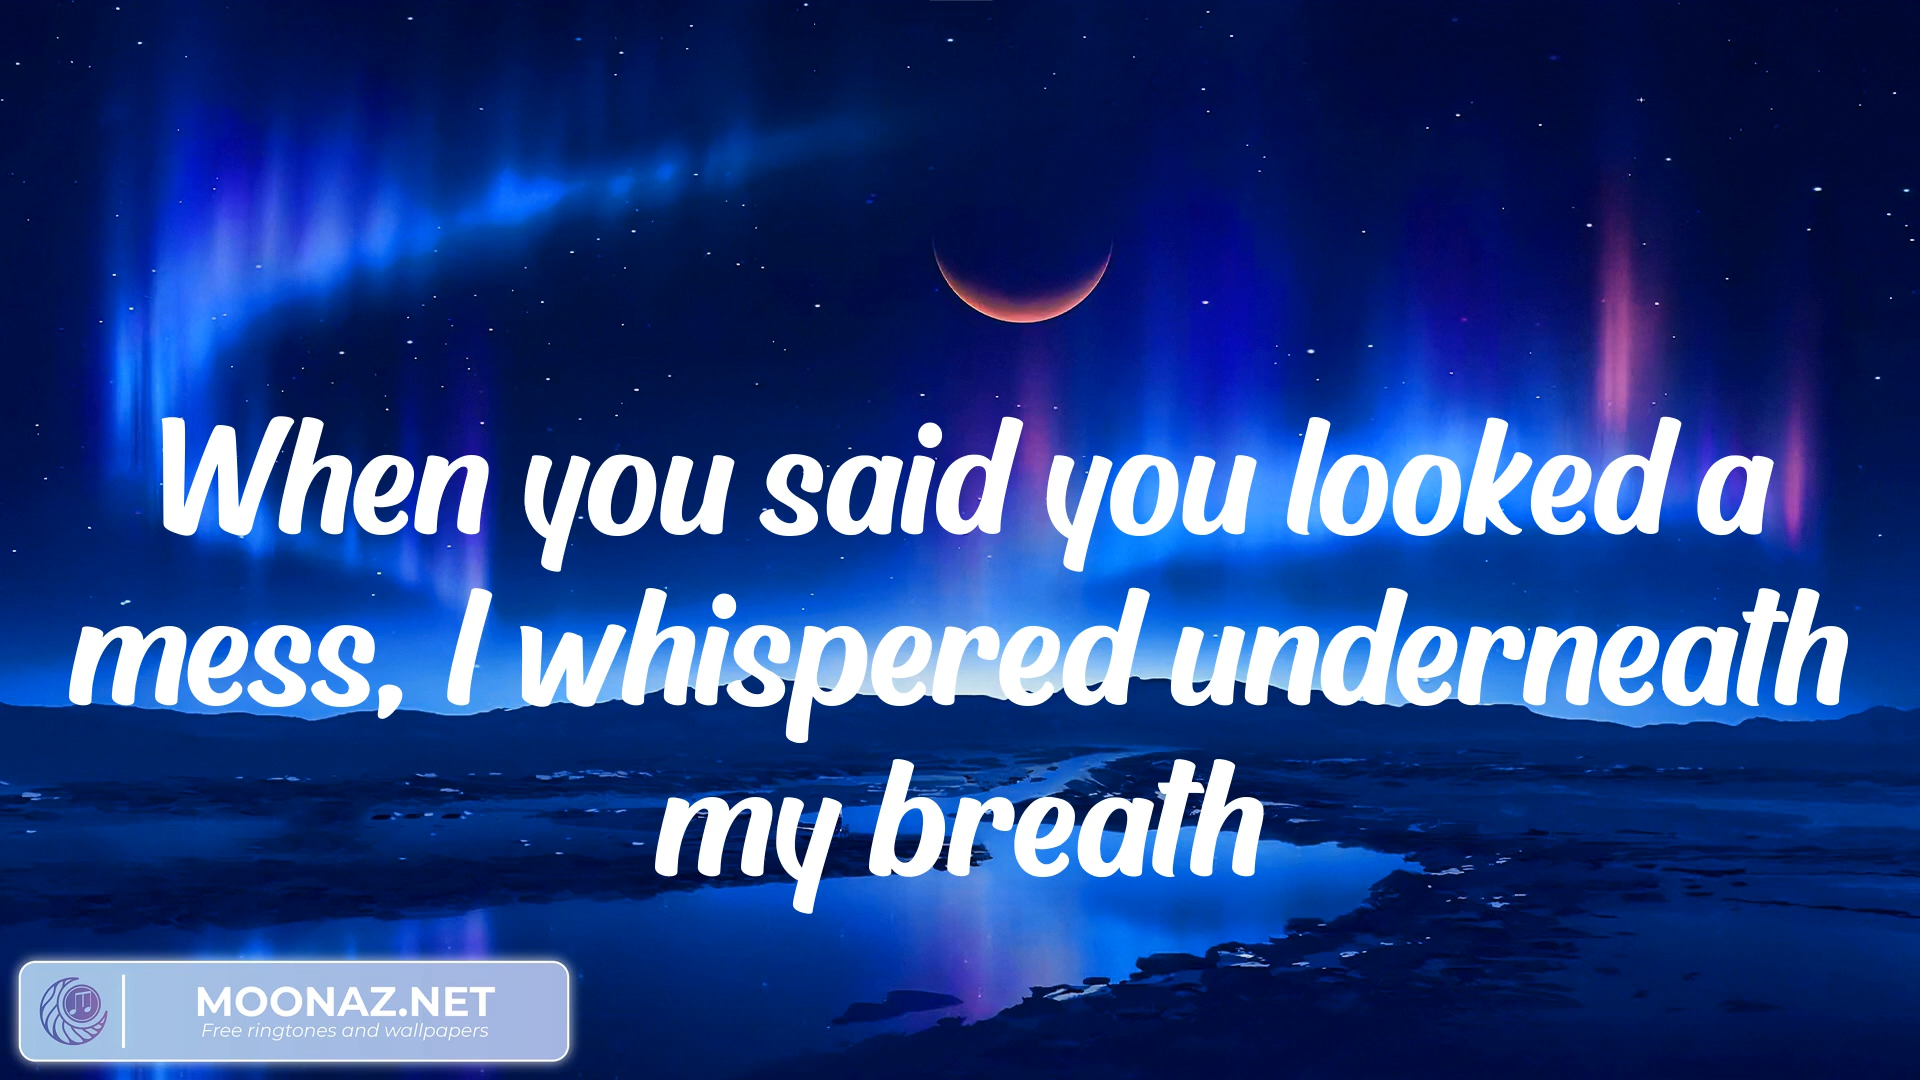 When you said you looked a
mess, I whispered underneath
my breath
MOONAZ.NET
Free ringtones and wallpapers